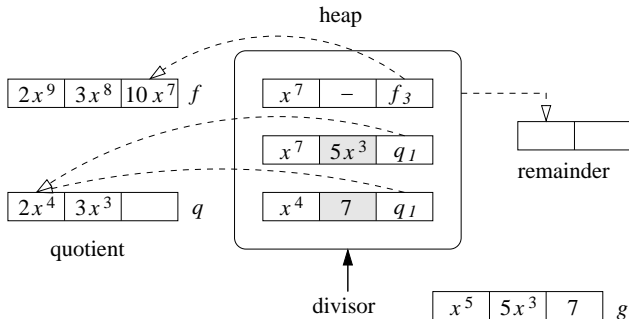 heap
2x⁹ 3x⁸ 10x⁷ f
x⁷ – f₃
x⁷ 5x³ q₁
remainder
2x⁴ 3x³ q
x⁴ 7 q₁
quotient
divisor
x⁵ 5x³ 7 g